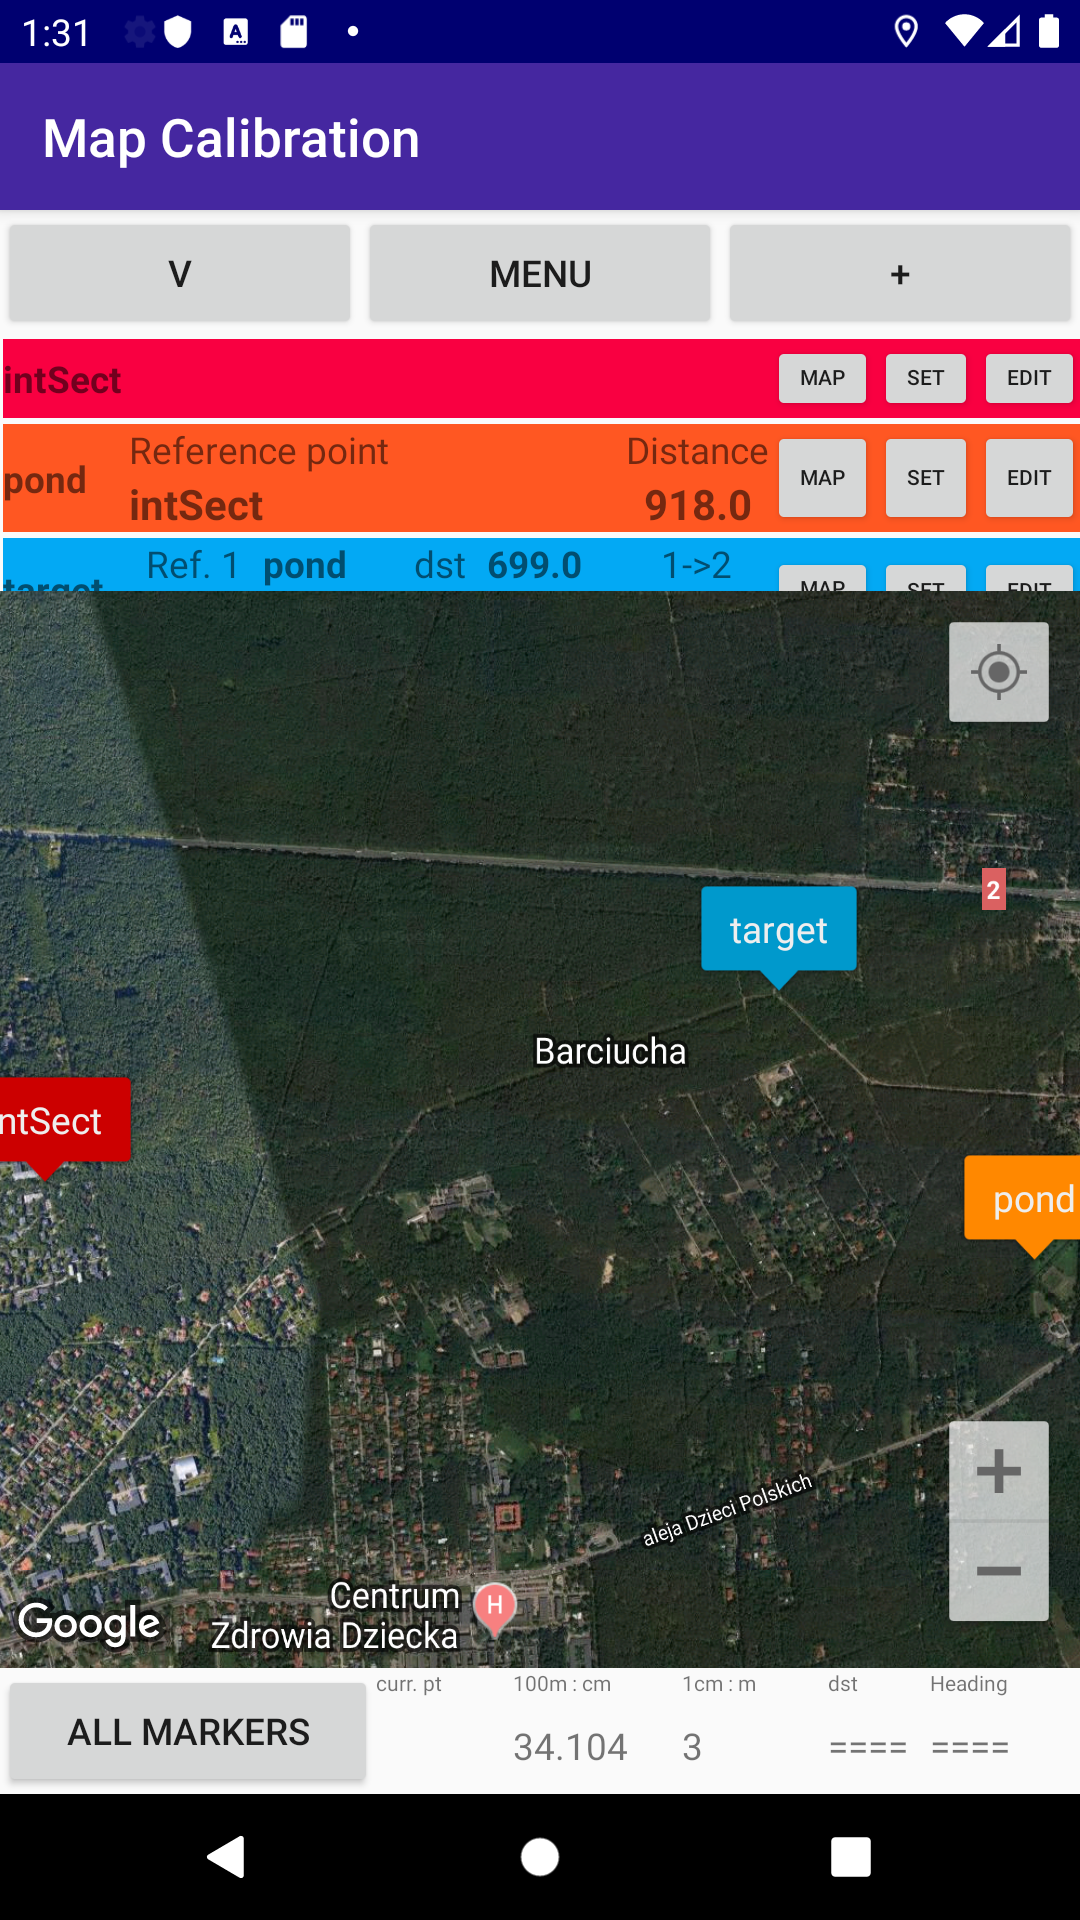 1:31
Map Calibration
V MENU +
intSect MAP SET EDIT
Reference point Distance
pond intSect 918.0 MAP SET EDIT
Ref. 1 pond dst 699.0 1->2
target MAP SET EDIT
2
target
Barciucha
ntSect
pond
aleja Dzieci Polskich
Centrum
Zdrowia Dziecka
H
Google
curr. pt 100m : cm 1cm : m dst Heading
ALL MARKERS 34.104 3 ==== ====